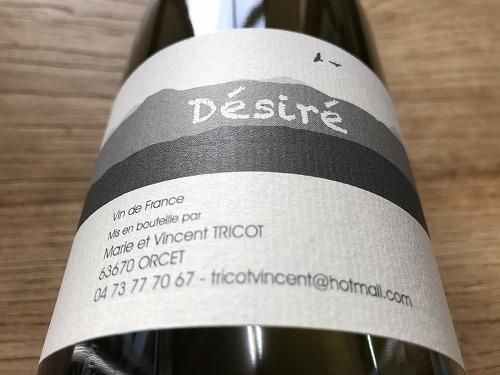 Désiré
Vin de France
Mis en bouteille par
Marie et Vincent TRICOT
63670 ORCET
04 73 77 70 67 - tricotvincent@hotmail.com